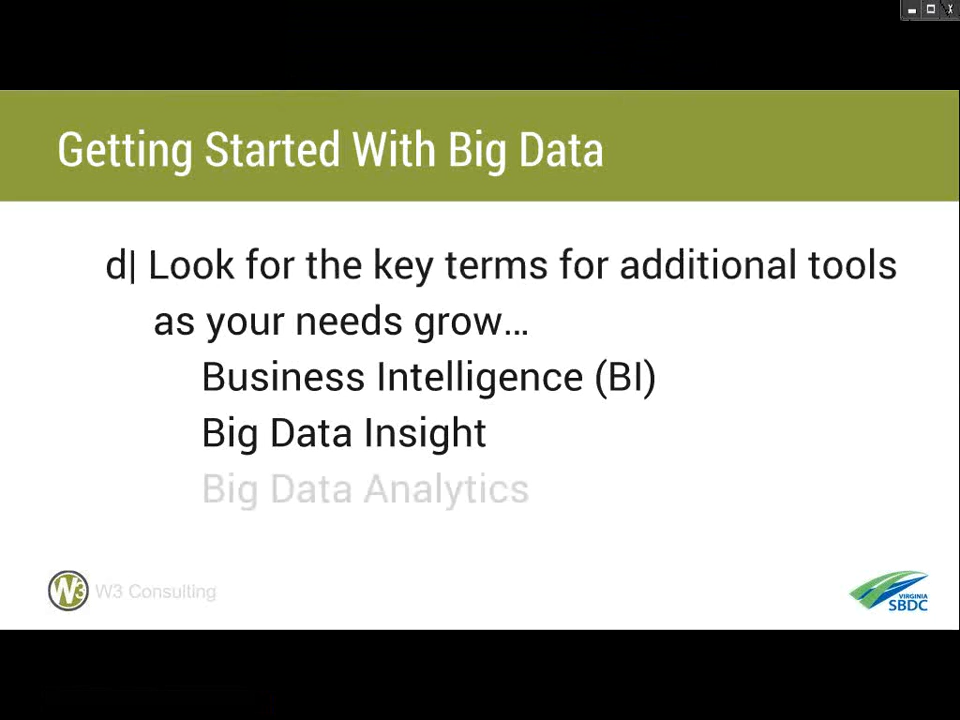 Getting Started With Big Data
d| Look for the key terms for additional tools
as your needs grow...
Business Intelligence (BI)
Big Data Insight
Big Data Analytics
W3 W3 Consulting
VIRGINIA
SBDC